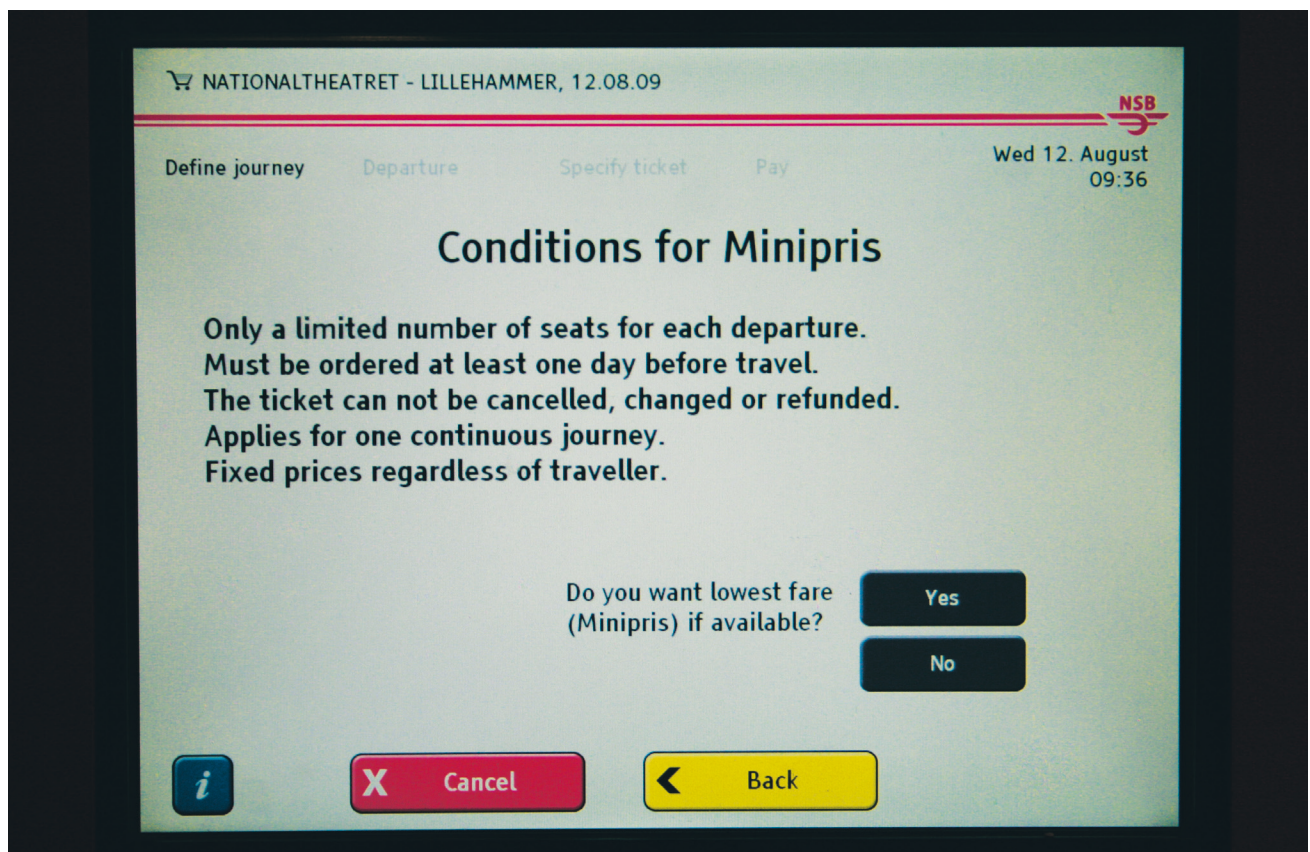 NATIONALTHEATRET - LILLEHAMMER, 12.08.09
NSB
Define journey Departure Specify ticket Pay
Wed 12. August
09:36
Conditions for Minipris
Only a limited number of seats for each departure.
Must be ordered at least one day before travel.
The ticket can not be cancelled, changed or refunded.
Applies for one continuous journey.
Fixed prices regardless of traveller.
Do you want lowest fare
(Minipris) if available?
Yes
No
i
X Cancel
Back